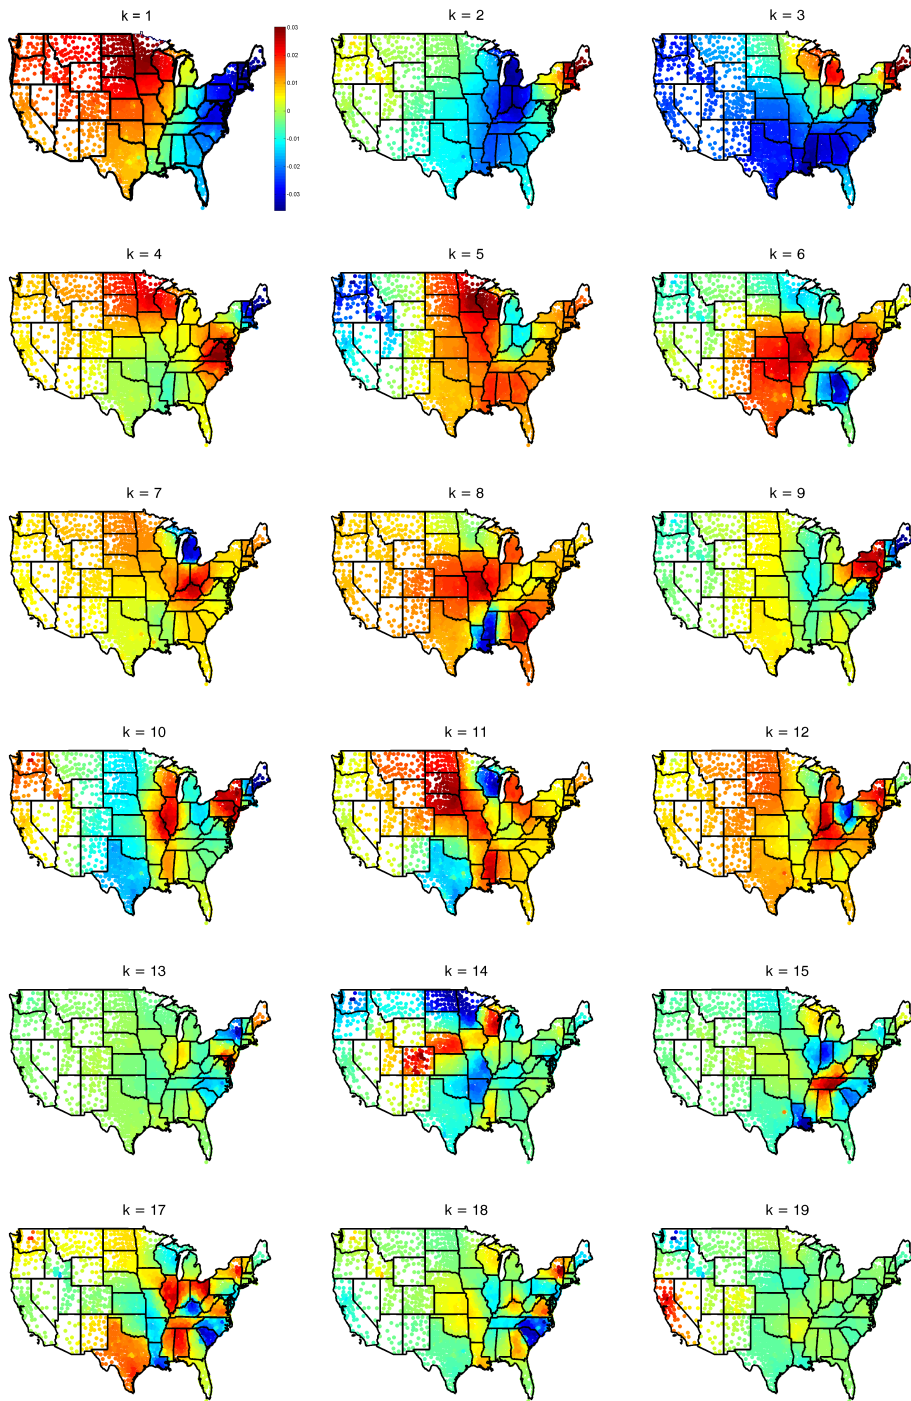 k = 1
k = 2
k = 3
0.03
0.02
0.01
0
-0.01
-0.02
-0.03
k = 4
k = 5
k = 6
k = 7
k = 8
k = 9
k = 10
k = 11
k = 12
k = 13
k = 14
k = 15
k = 17
k = 18
k = 19